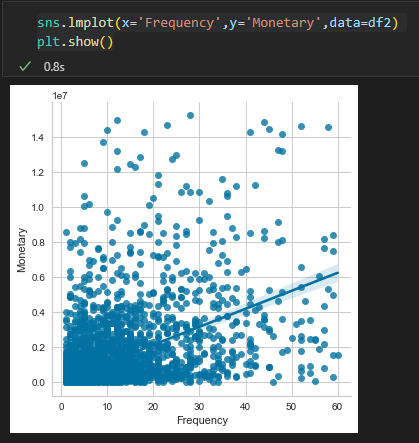 sns.lmplot(x='Frequency',y='Monetary',data=df2)
plt.show()
✓ 0.8s
1e7
1.4
1.2
1.0
0.8
0.6
0.4
0.2
0.0
Monetary
0 10 20 30 40 50 60
Frequency